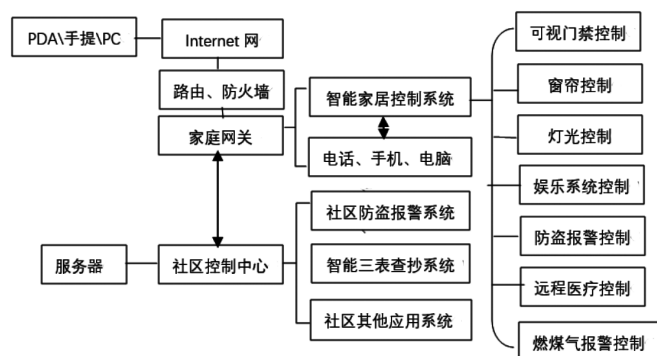 PDA\手提\PC
Internet 网
路由、防火墙
家庭网关
智能家居控制系统
电话、手机、电脑
可视门禁控制
窗帘控制
灯光控制
娱乐系统控制
防盗报警控制
远程医疗控制
燃煤气报警控制
服务器
社区控制中心
社区防盗报警系统
智能三表查抄系统
社区其他应用系统